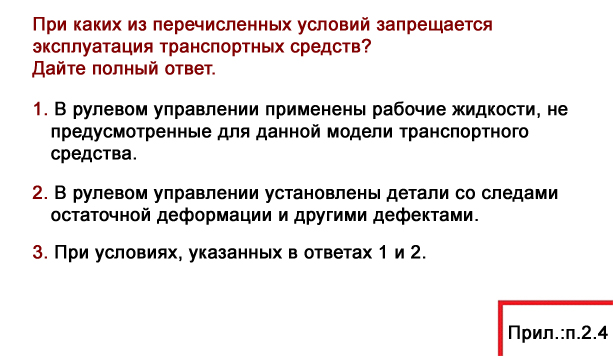 При каких из перечисленных условий запрещается
эксплуатация транспортных средств?
Дайте полный ответ.
1. В рулевом управлении применены рабочие жидкости, не
предусмотренные для данной модели транспортного
средства.
2. В рулевом управлении установлены детали со следами
остаточной деформации и другими дефектами.
3. При условиях, указанных в ответах 1 и 2.
Прил.:п.2.4